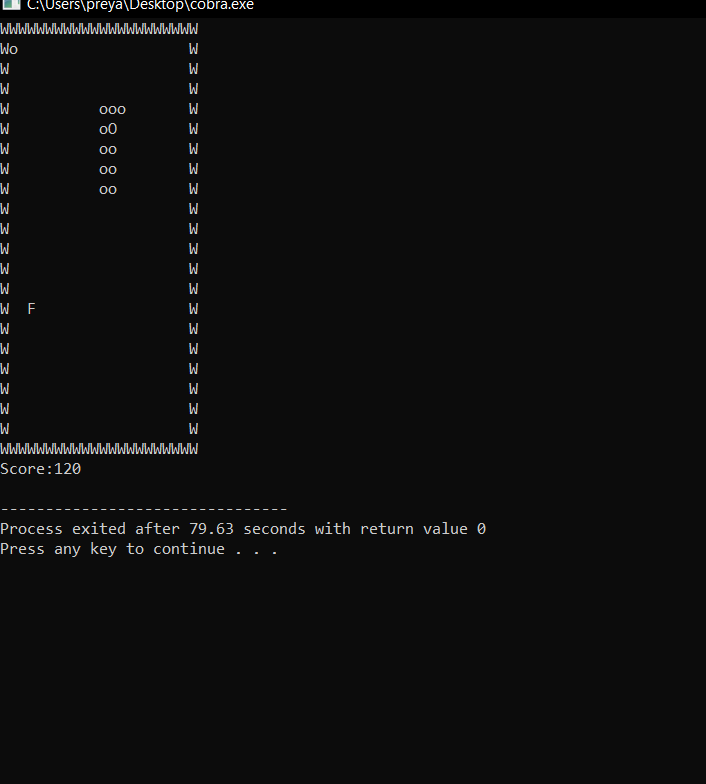 C:\Users\preya\Desktop\cobra.exe
WWWWWWWWWWWWWWWWWWWWWW
Wo                   W
W                    W
W                    W
W          ooo       W
W          oO        W
W          oo        W
W          oo        W
W          oo        W
W                    W
W                    W
W                    W
W                    W
W                    W
W  F                 W
W                    W
W                    W
W                    W
W                    W
W                    W
W                    W
WWWWWWWWWWWWWWWWWWWWWW
Score:120
--------------------------------
Process exited after 79.63 seconds with return value 0
Press any key to continue . . .